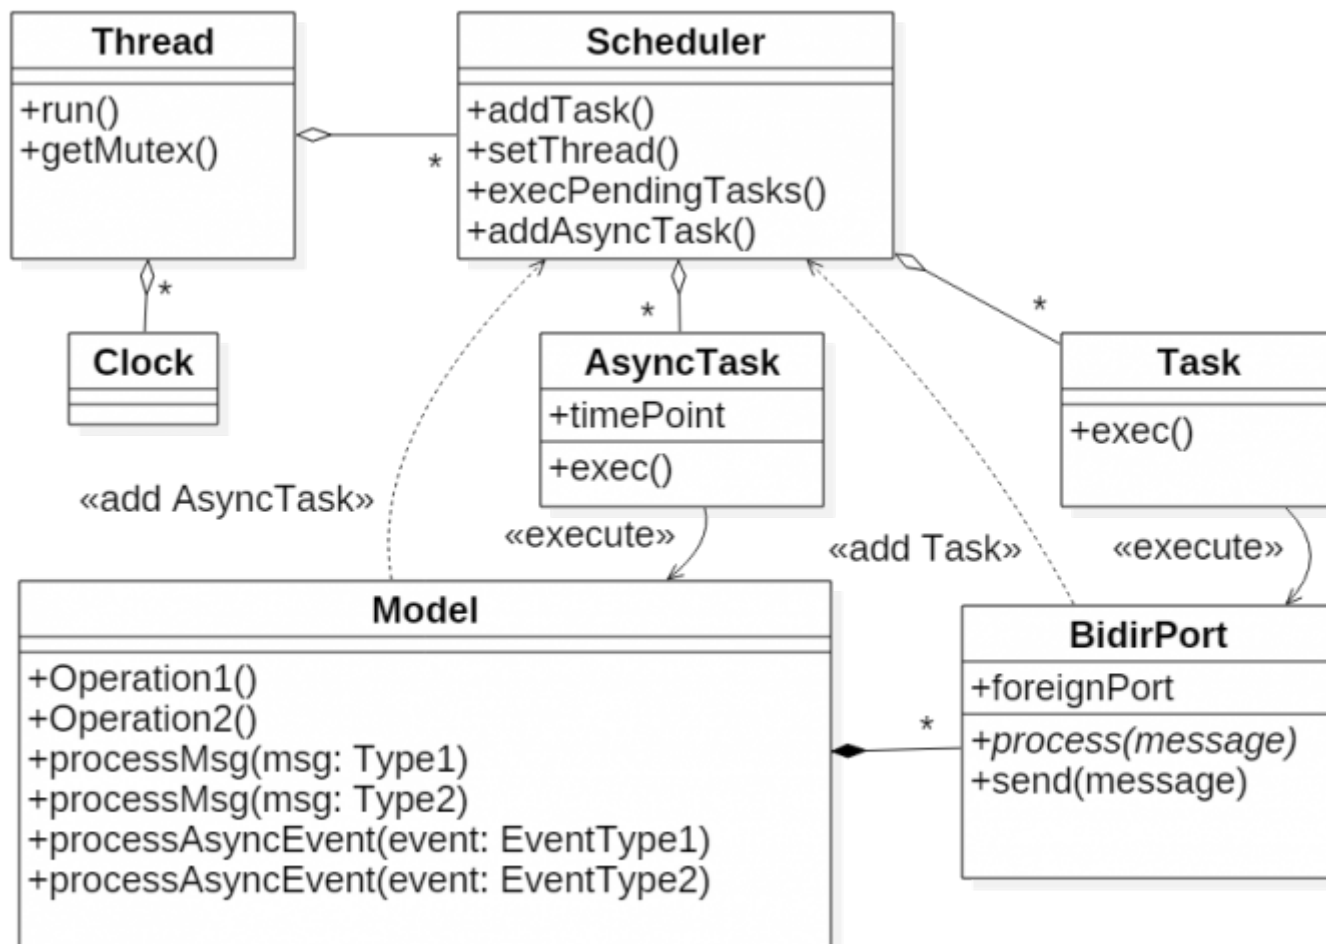 Thread
+run()
+getMutex()
*
Scheduler
+addTask()
+setThread()
+execPendingTasks()
+addAsyncTask()
*
Clock
*
AsyncTask
+timePoint
+exec()
*
Task
+exec()
«add AsyncTask»
«execute»
«add Task»
«execute»
Model
+Operation1()
+Operation2()
+processMsg(msg: Type1)
+processMsg(msg: Type2)
+processAsyncEvent(event: EventType1)
+processAsyncEvent(event: EventType2)
*
BidirPort
+foreignPort
+process(message)
+send(message)